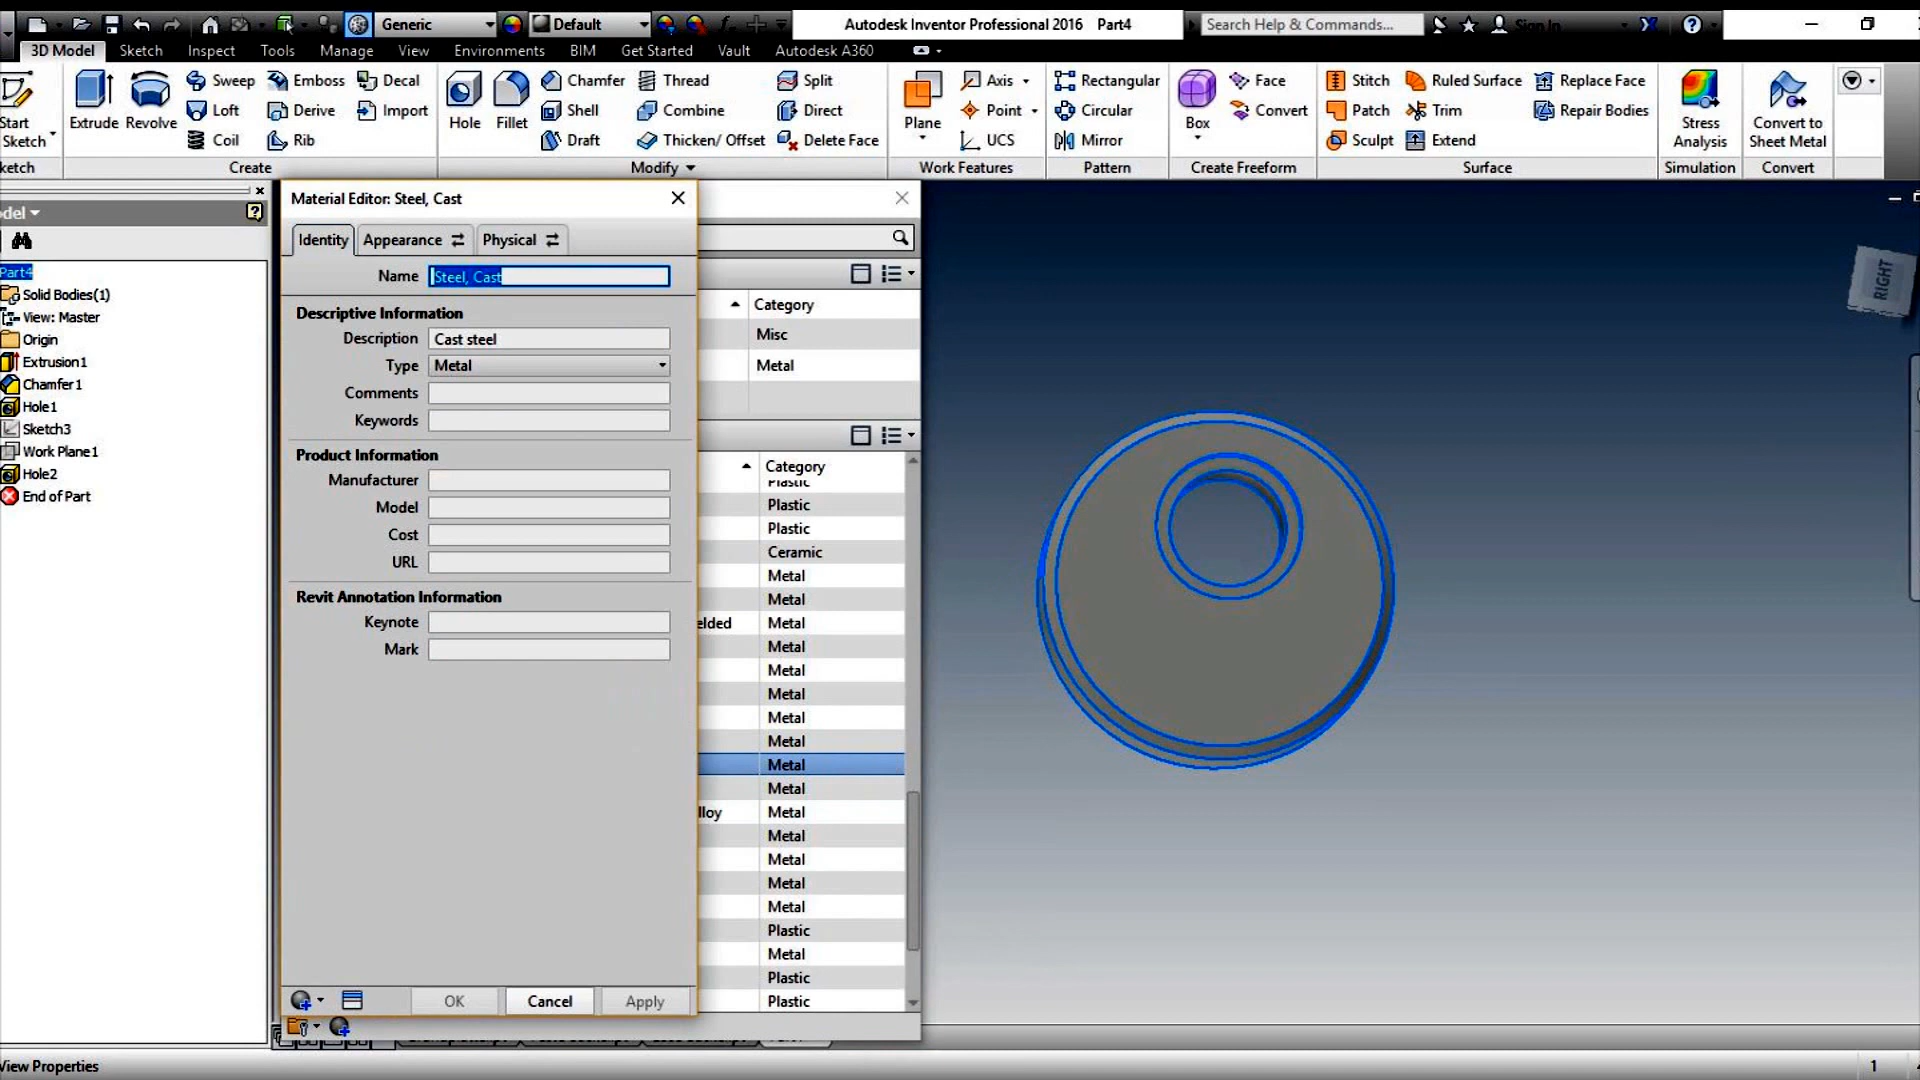 Generic Default Autodesk Inventor Professional 2016 Part4 Search Help & Commands... Sign In
3D Model Sketch Inspect Tools Manage View Environments BIM Get Started Vault Autodesk A360
Start Sketch Extrude Revolve Sweep Emboss Decal Hole Fillet Chamfer Thread Split Plane Axis Rectangular Box Face Stitch Ruled Surface Replace Face Stress Analysis Convert to Sheet Metal
Loft Derive Import Shell Combine Direct Point Circular Convert Patch Trim Repair Bodies
Coil Rib Draft Thicken/ Offset Delete Face UCS Mirror Sculpt Extend
ketch Create Modify Work Features Pattern Create Freeform Surface Simulation Convert
del
Part4
Solid Bodies(1)
View: Master
Origin
Extrusion1
Chamfer1
Hole1
Sketch3
Work Plane1
Hole2
End of Part
Material Editor: Steel, Cast
Identity Appearance Physical
Name Steel, Cast
Descriptive Information
Description Cast steel
Type Metal
Comments
Keywords
Product Information
Manufacturer
Model
Cost
URL
Revit Annotation Information
Keynote
Mark
OK Cancel Apply
Category
Misc
Metal
Category
Plastic
Plastic
Plastic
Ceramic
Metal
Metal
elded Metal
Metal
Metal
Metal
Metal
Metal
Metal
Metal
lloy Metal
Metal
Metal
Metal
Metal
Plastic
Metal
Plastic
Plastic
RIGHT
View Properties
1